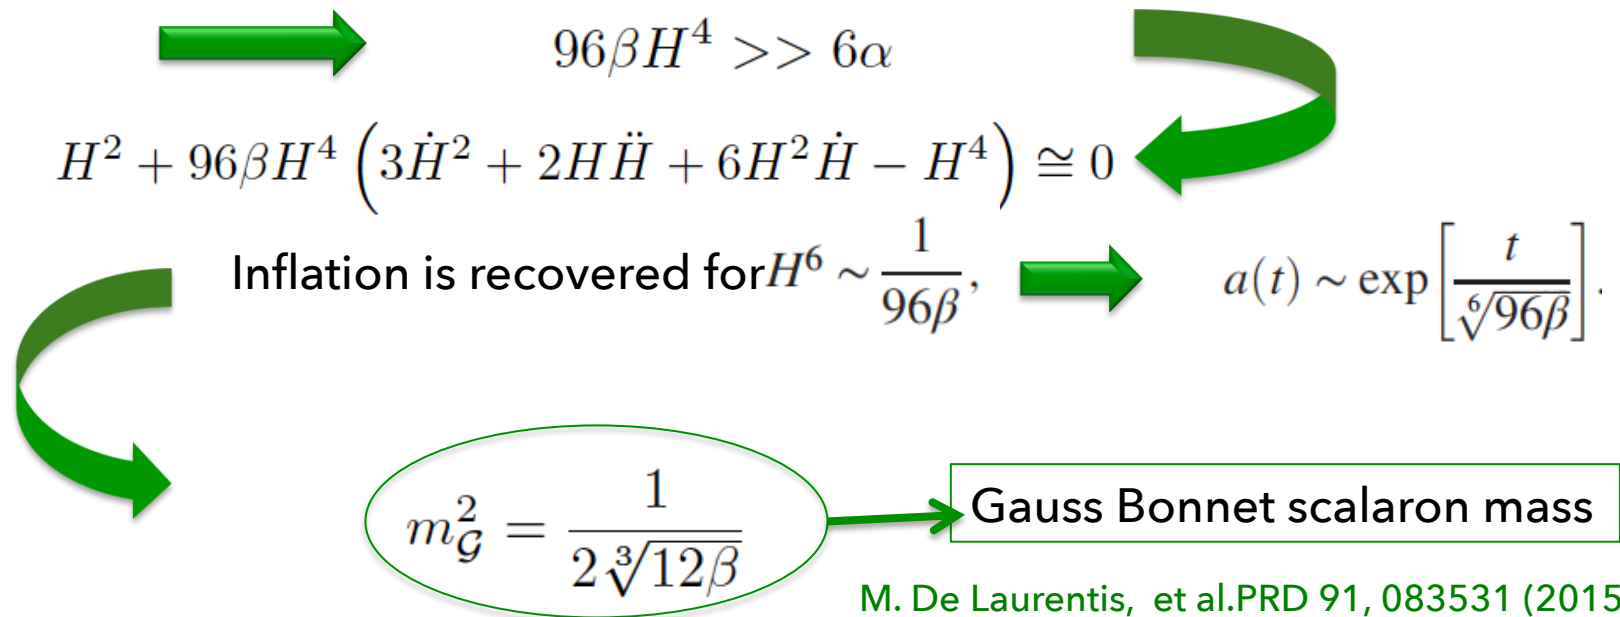 96βH⁴ >> 6α
H² + 96βH⁴ (3Ḣ² + 2HḦ + 6H²Ḣ − H⁴) ≅ 0
Inflation is recovered for H⁶ ∼ 1/96β, a(t) ∼ exp [t/⁶√96β].
m²_𝒢 = 1/2∛12β
Gauss Bonnet scalaron mass
M. De Laurentis, et al.PRD 91, 083531 (2015